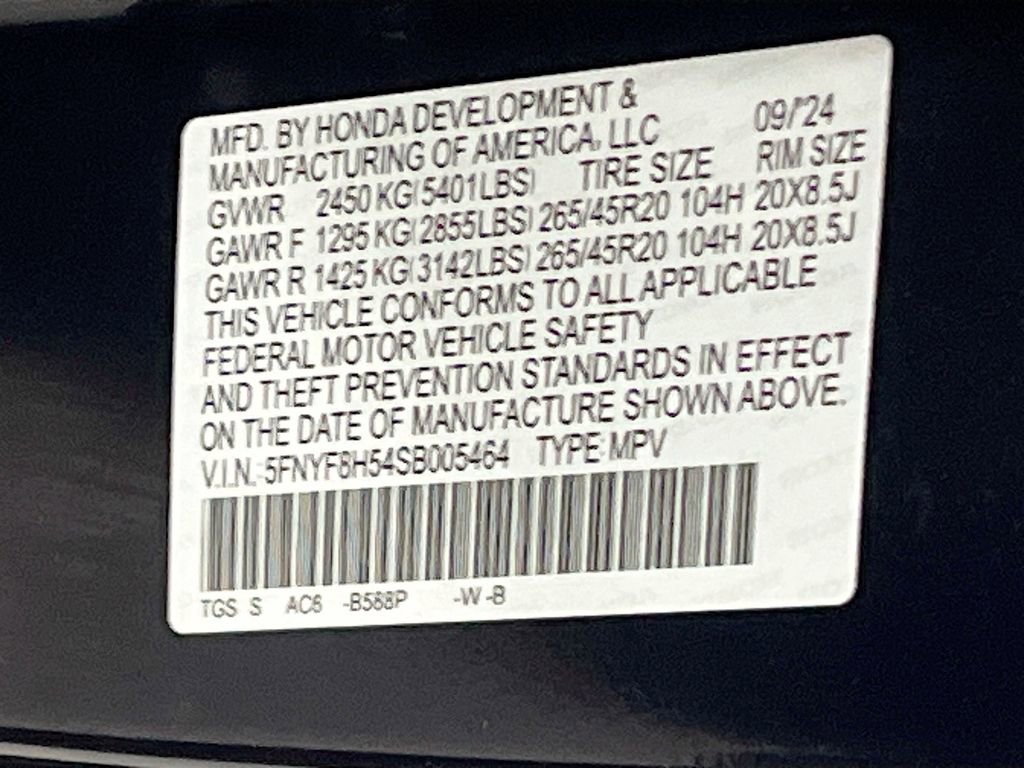 MFD. BY HONDA DEVELOPMENT &
MANUFACTURING OF AMERICA, LLC 09/'24
GVWR 2450 KG(5401LBS) TIRE SIZE RIM SIZE
GAWR F 1295 KG(2855LBS) 265/45R20 104H 20X8.5J
GAWR R 1425 KG(3142LBS) 265/45R20 104H 20X8.5J
THIS VEHICLE CONFORMS TO ALL APPLICABLE
FEDERAL MOTOR VEHICLE SAFETY
AND THEFT PREVENTION STANDARDS IN EFFECT
ON THE DATE OF MANUFACTURE SHOWN ABOVE.
V.I.N.:5FNYF8H54SB005464 TYPE:MPV
TGS S AC6 -B588P -W -B